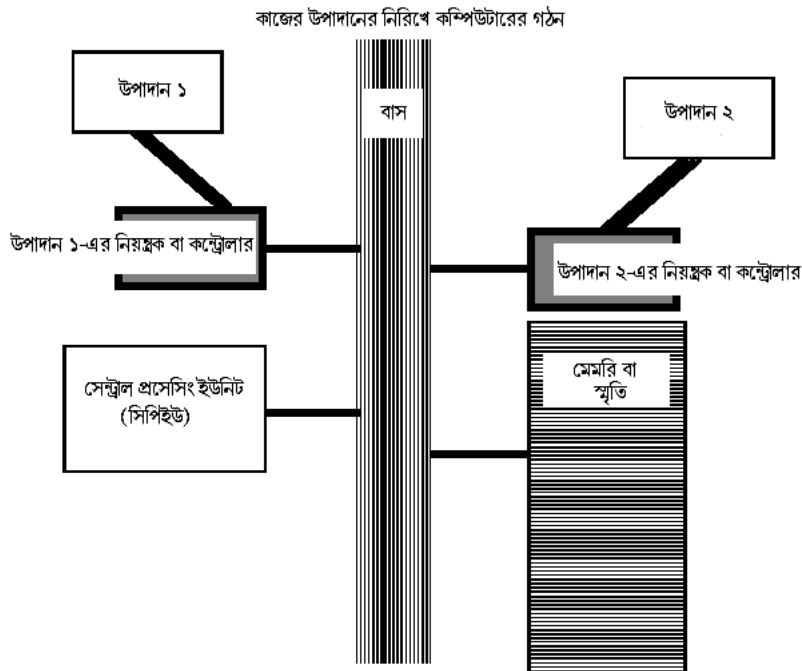 কাজের উপাদানের নিরিখে কম্পিউটারের গঠন
উপাদান ১
বাস
উপাদান ২
উপাদান ১-এর নিয়ন্ত্রক বা কন্ট্রোলার
উপাদান ২-এর নিয়ন্ত্রক বা কন্ট্রোলার
সেন্ট্রাল প্রসেসিং ইউনিট
(সিপিইউ)
মেমরি বা
স্মৃতি